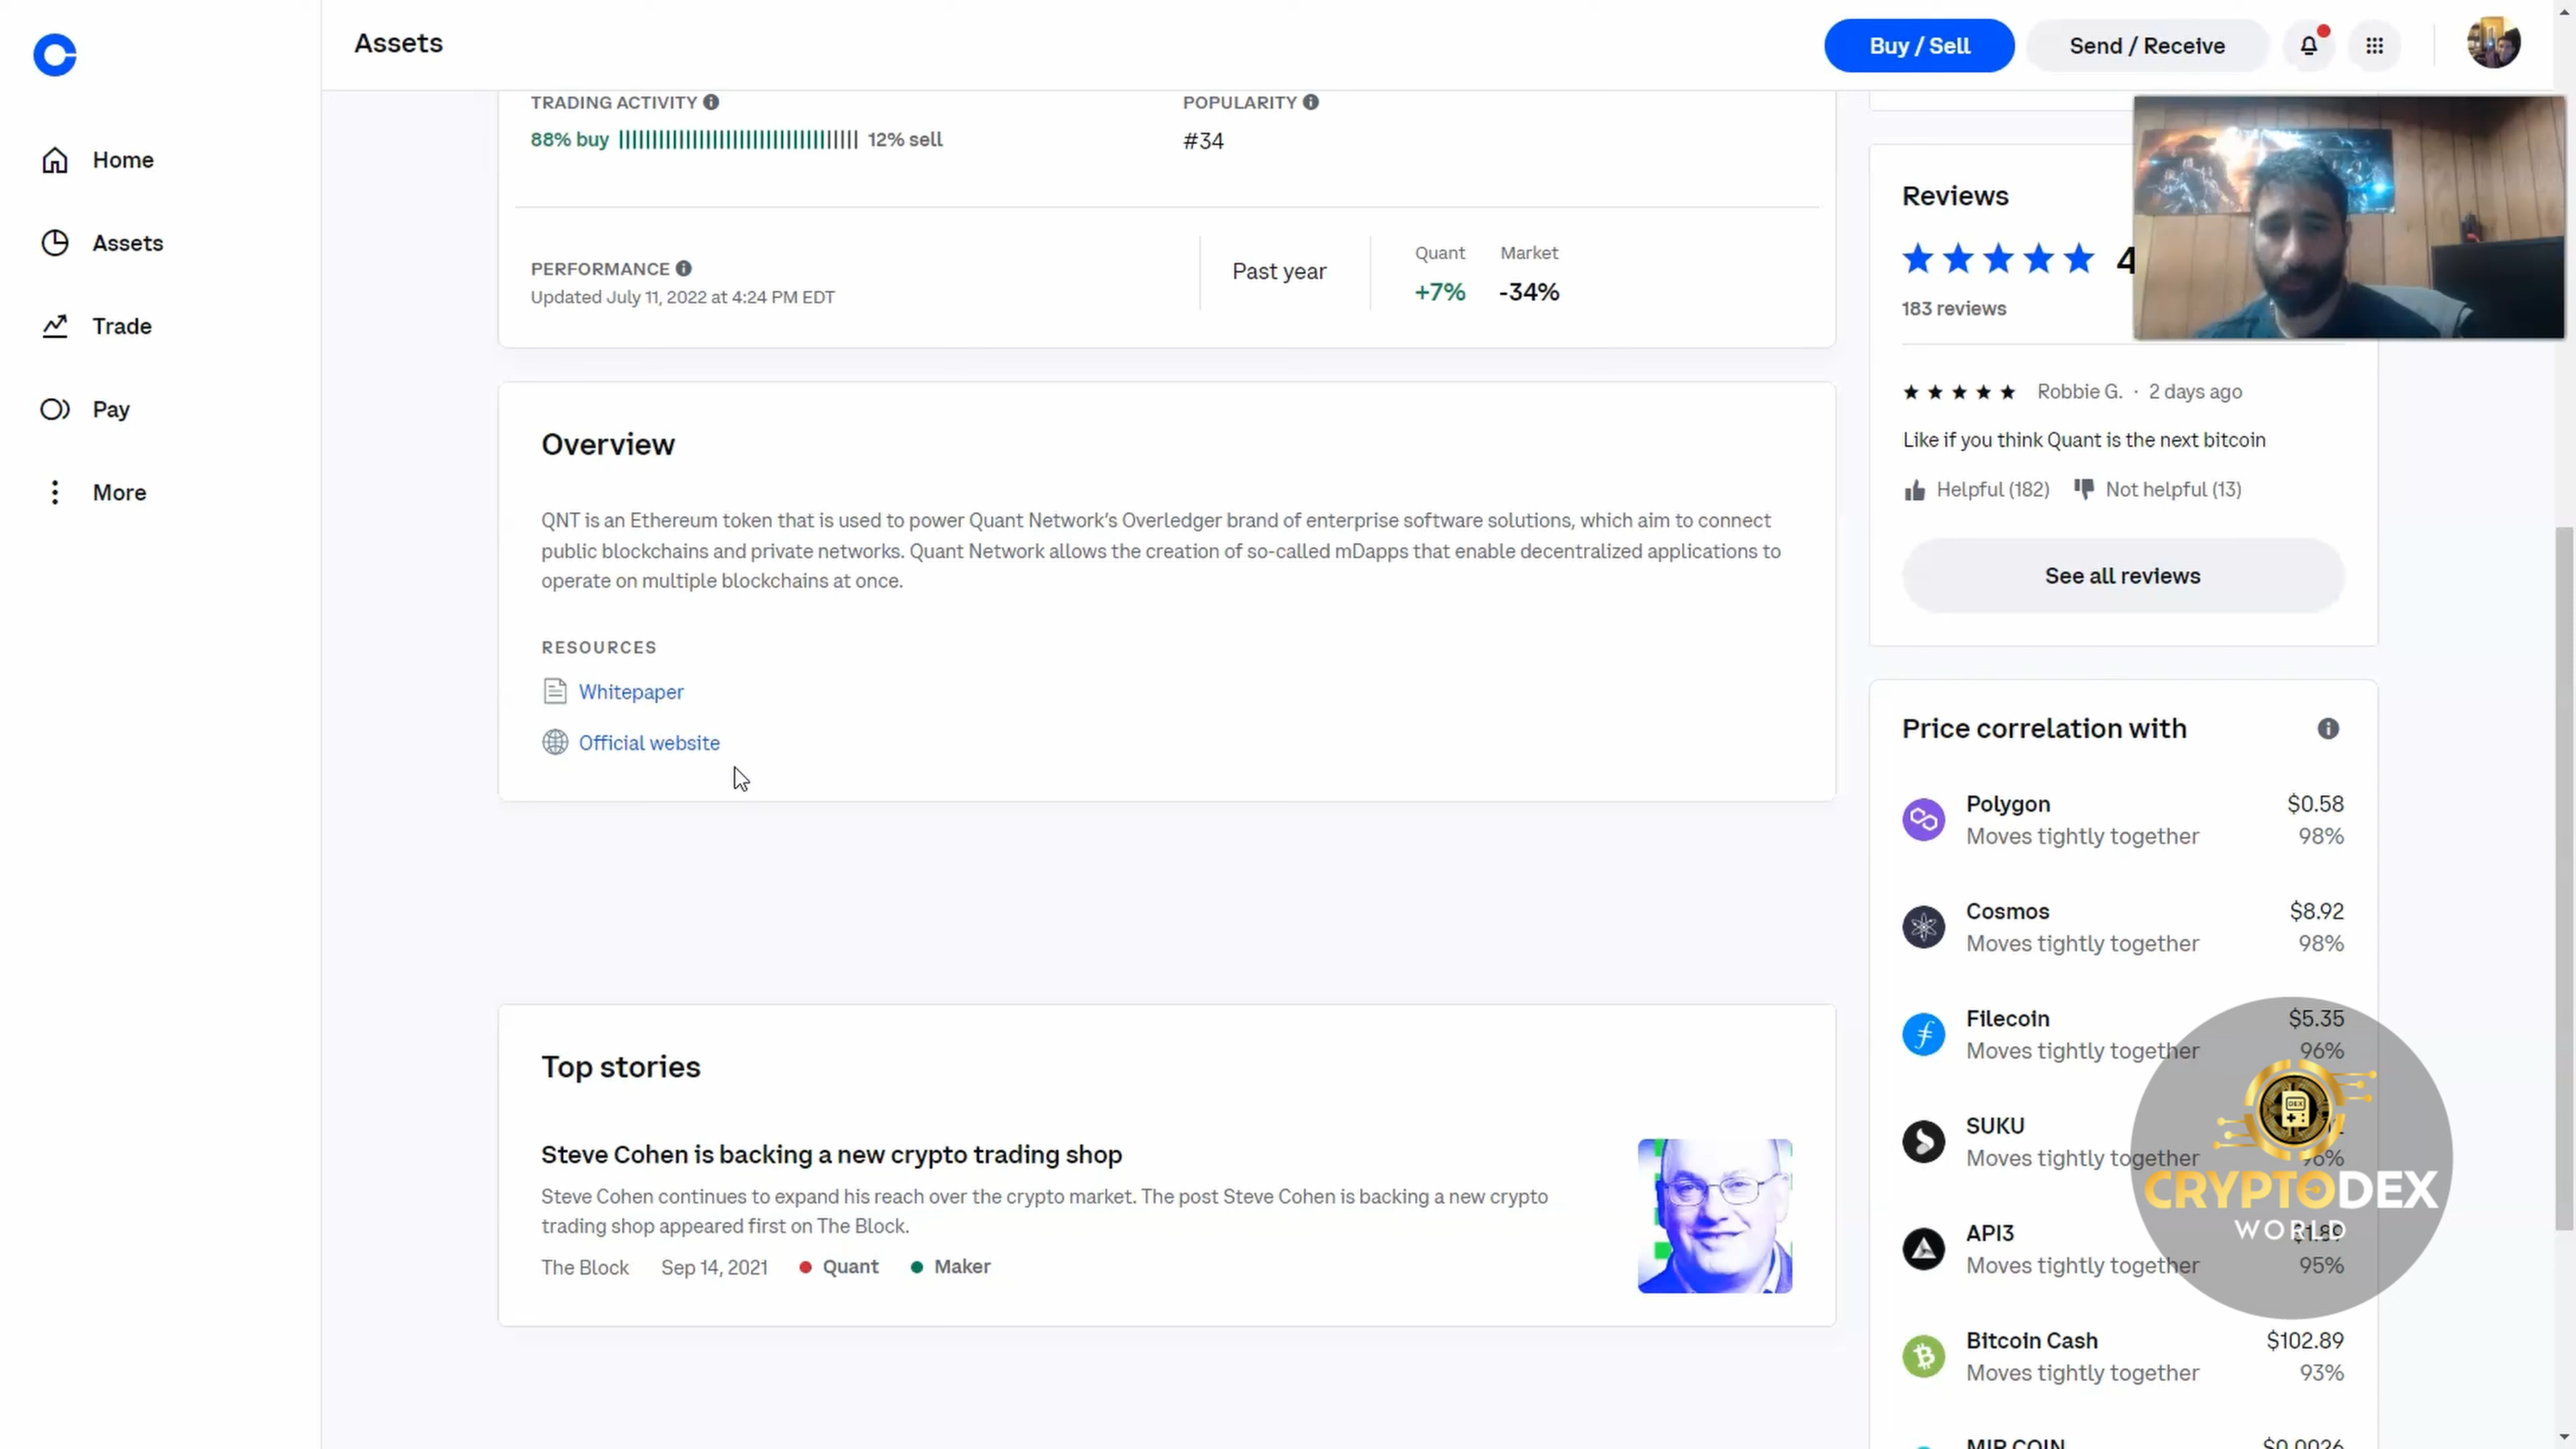 Assets
Buy / Sell
Send / Receive
Home
Assets
Trade
Pay
More
TRADING ACTIVITY
88% buy
12% sell
POPULARITY
#34
PERFORMANCE
Updated July 11, 2022 at 4:24 PM EDT
Past year
Quant
+7%
Market
-34%
Overview
QNT is an Ethereum token that is used to power Quant Network's Overledger brand of enterprise software solutions, which aim to connect
public blockchains and private networks. Quant Network allows the creation of so-called mDapps that enable decentralized applications to
operate on multiple blockchains at once.
RESOURCES
Whitepaper
Official website
Top stories
Steve Cohen is backing a new crypto trading shop
Steve Cohen continues to expand his reach over the crypto market. The post Steve Cohen is backing a new crypto
trading shop appeared first on The Block.
The Block Sep 14, 2021 Quant Maker
Reviews
4
183 reviews
Robbie G. · 2 days ago
Like if you think Quant is the next bitcoin
Helpful (182) Not helpful (13)
See all reviews
Price correlation with
Polygon $0.58
Moves tightly together 98%
Cosmos $8.92
Moves tightly together 98%
Filecoin $5.35
Moves tightly together 96%
SUKU
Moves tightly together 96%
API3 $1.89
Moves tightly together 95%
Bitcoin Cash $102.89
Moves tightly together 93%
MIR COIN $0.0026
DEX
CRYPTODEX
WORLD